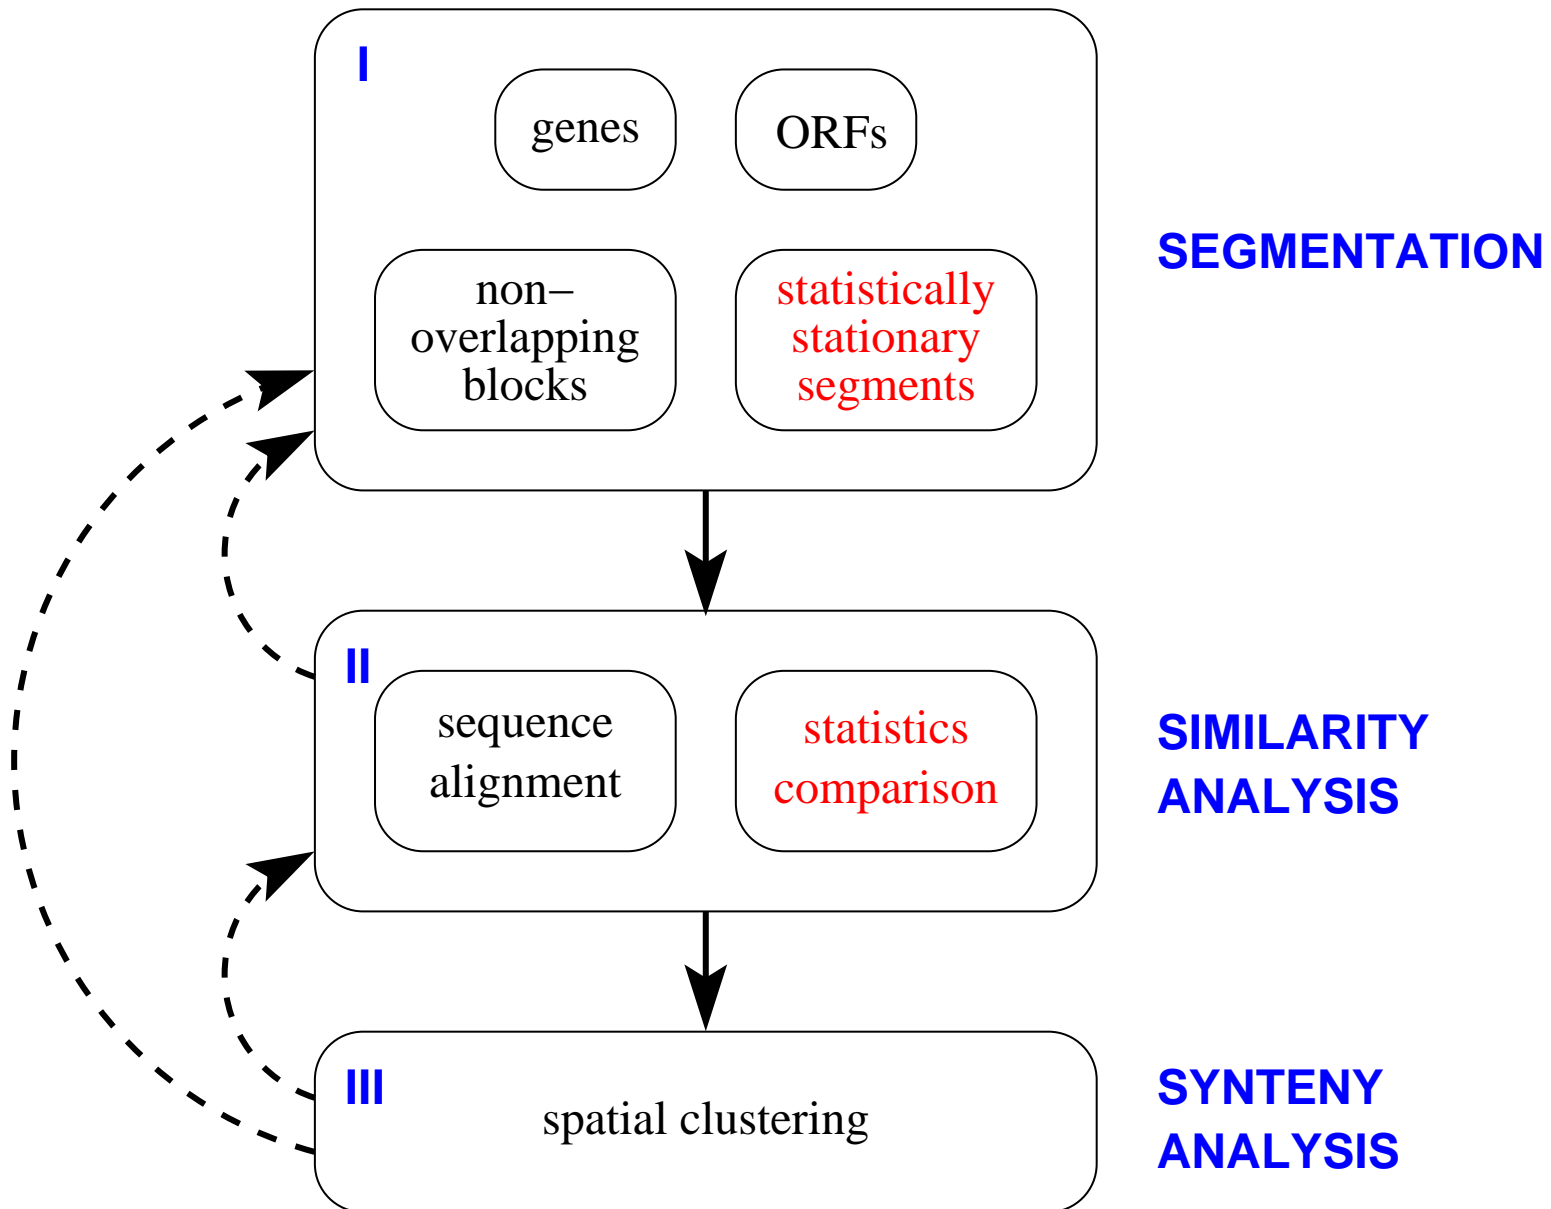 I
genes
ORFs
non–
overlapping
blocks
statistically
stationary
segments
SEGMENTATION
II
sequence
alignment
statistics
comparison
SIMILARITY
ANALYSIS
III
spatial clustering
SYNTENY
ANALYSIS